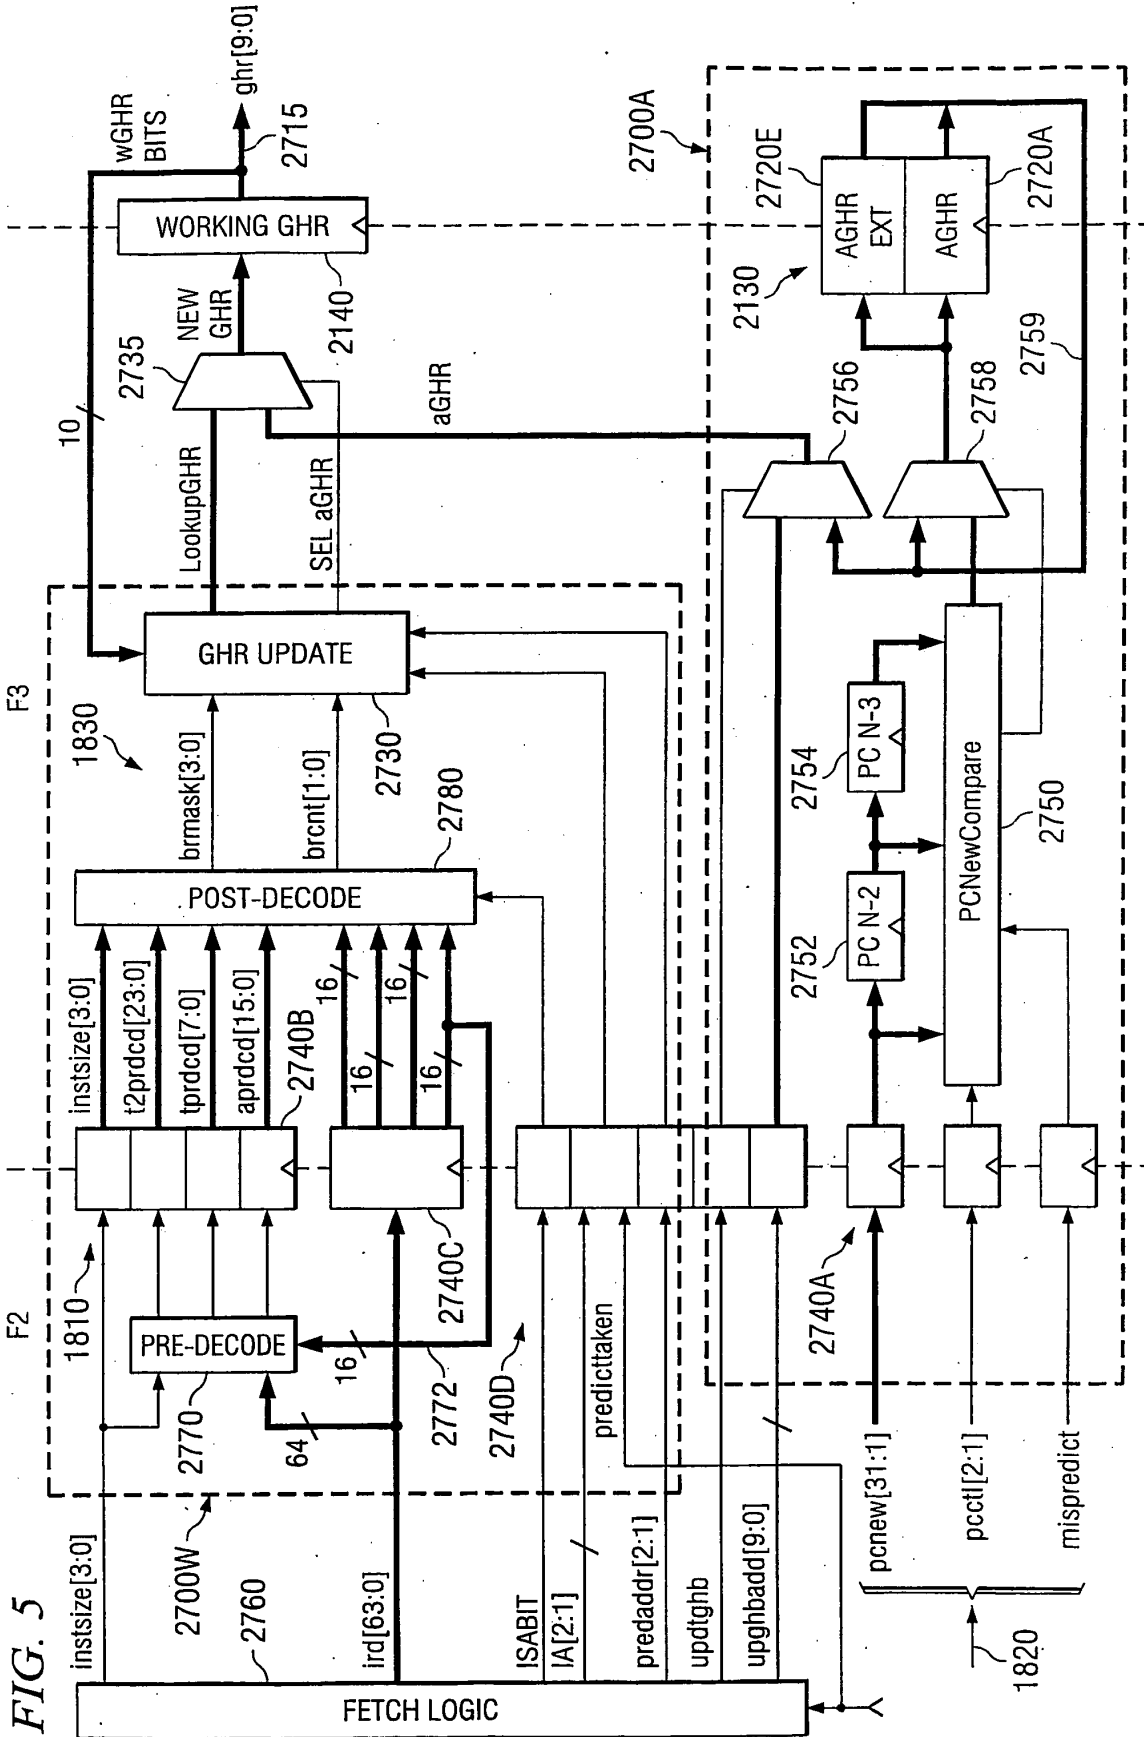 FIG. 5
F2
F3
FETCH LOGIC
2760
instsize[3:0]
2700W
ird[63:0]
ISABIT
IA[2:1]
predaddr[2:1]
updtghb
upghbadd[9:0]
predicttaken
pcnew[31:1]
pcctl[2:1]
mispredict
1820
1810
PRE-DECODE
2770
64
16
2772
2740D
2740C
2740A
2740B
instsize[3:0]
t2prdcd[23:0]
tprdcd[7:0]
aprdcd[15:0]
16
16
16
16
POST-DECODE
2780
brmask[3:0]
brcnt[1:0]
1830
GHR UPDATE
2730
LookupGHR
SEL aGHR
10
2735
NEW
GHR
WORKING GHR
2140
wGHR
BITS
ghr[9:0]
2715
aGHR
2700A
PC N-2
2752
PC N-3
2754
PCNewCompare
2750
2756
2758
2759
2130
AGHR
EXT
2720E
AGHR
2720A